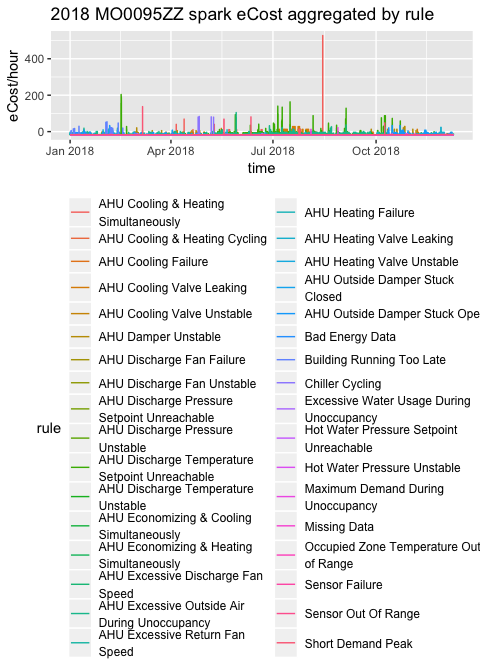 2018 MO0095ZZ spark eCost aggregated by rule
eCost/hour
400
200
0
Jan 2018
Apr 2018
Jul 2018
Oct 2018
time
rule
AHU Cooling & Heating
Simultaneously
AHU Cooling & Heating Cycling
AHU Cooling Failure
AHU Cooling Valve Leaking
AHU Cooling Valve Unstable
AHU Damper Unstable
AHU Discharge Fan Failure
AHU Discharge Fan Unstable
AHU Discharge Pressure
Setpoint Unreachable
AHU Discharge Pressure
Unstable
AHU Discharge Temperature
Setpoint Unreachable
AHU Discharge Temperature
Unstable
AHU Economizing & Cooling
Simultaneously
AHU Economizing & Heating
Simultaneously
AHU Excessive Discharge Fan
Speed
AHU Excessive Outside Air
During Unoccupancy
AHU Excessive Return Fan
Speed
AHU Heating Failure
AHU Heating Valve Leaking
AHU Heating Valve Unstable
AHU Outside Damper Stuck
Closed
AHU Outside Damper Stuck Ope
Bad Energy Data
Building Running Too Late
Chiller Cycling
Excessive Water Usage During
Unoccupancy
Hot Water Pressure Setpoint
Unreachable
Hot Water Pressure Unstable
Maximum Demand During
Unoccupancy
Missing Data
Occupied Zone Temperature Out
of Range
Sensor Failure
Sensor Out Of Range
Short Demand Peak